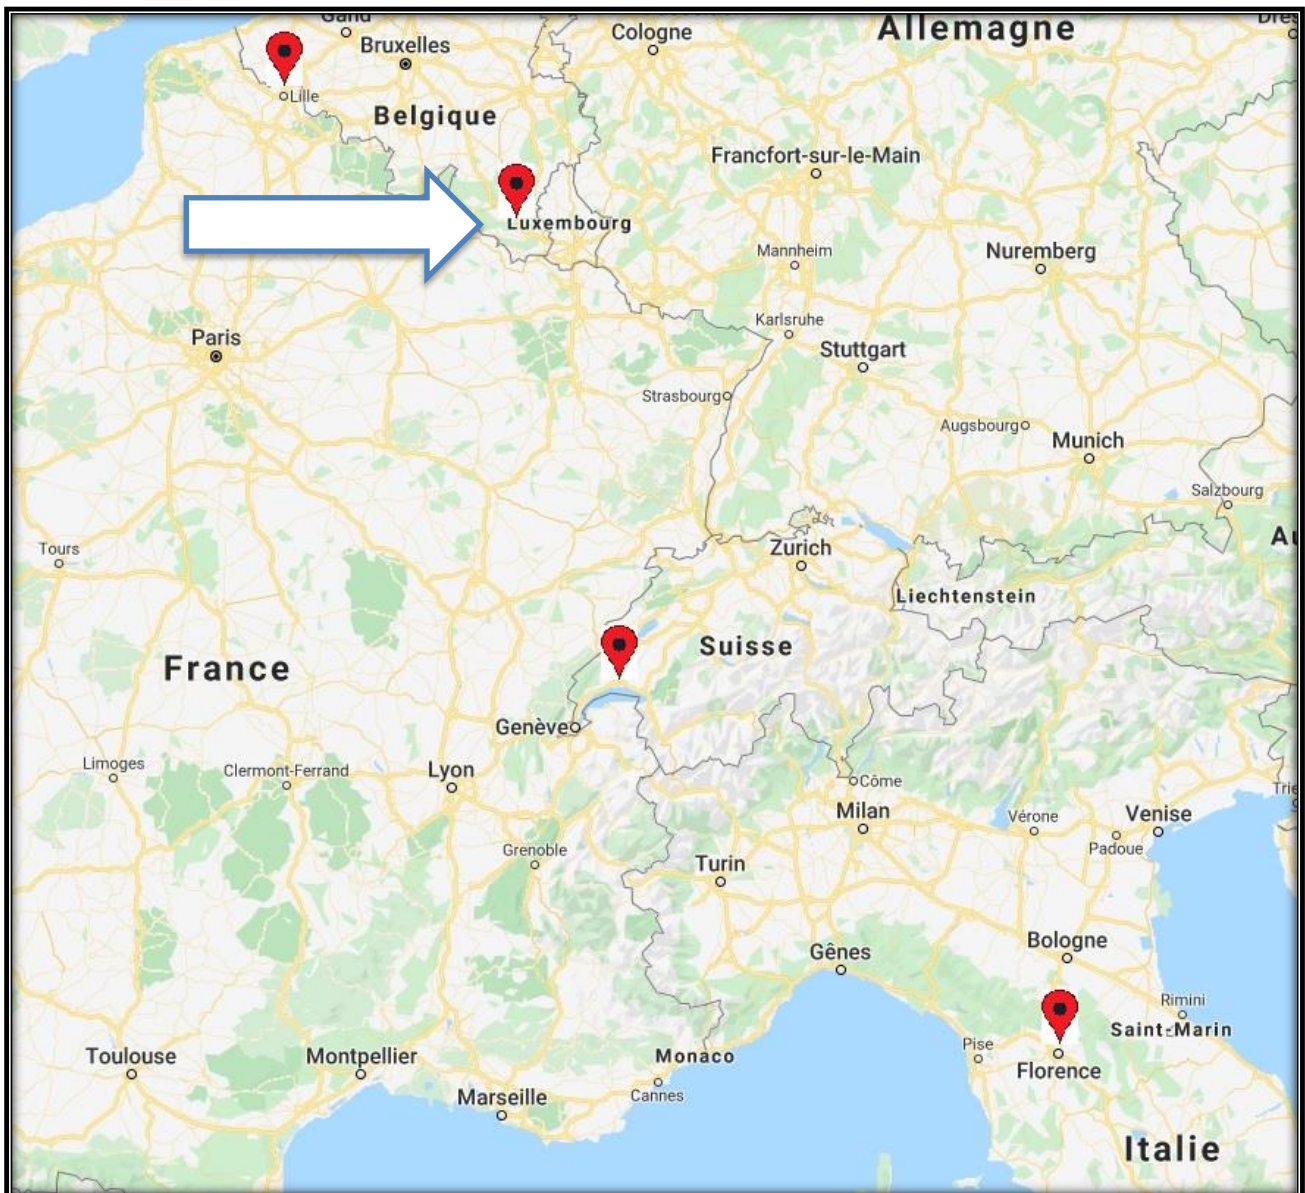 Gand
Bruxelles
Cologne
Allemagne
Lille
Belgique
Francfort-sur-le-Main
Luxembourg
Mannheim
Nuremberg
Karlsruhe
Paris
Stuttgart
Strasbourg
Augsbourg
Munich
Salzbourg
Tours
Zurich
Liechtenstein
France
Suisse
Genève
Limoges
Clermont-Ferrand
Lyon
Côme
Milan
Vérone
Venise
Padoue
Grenoble
Turin
Bologne
Gênes
Rimini
Saint-Marin
Toulouse
Montpellier
Monaco
Pise
Florence
Marseille
Cannes
Italie